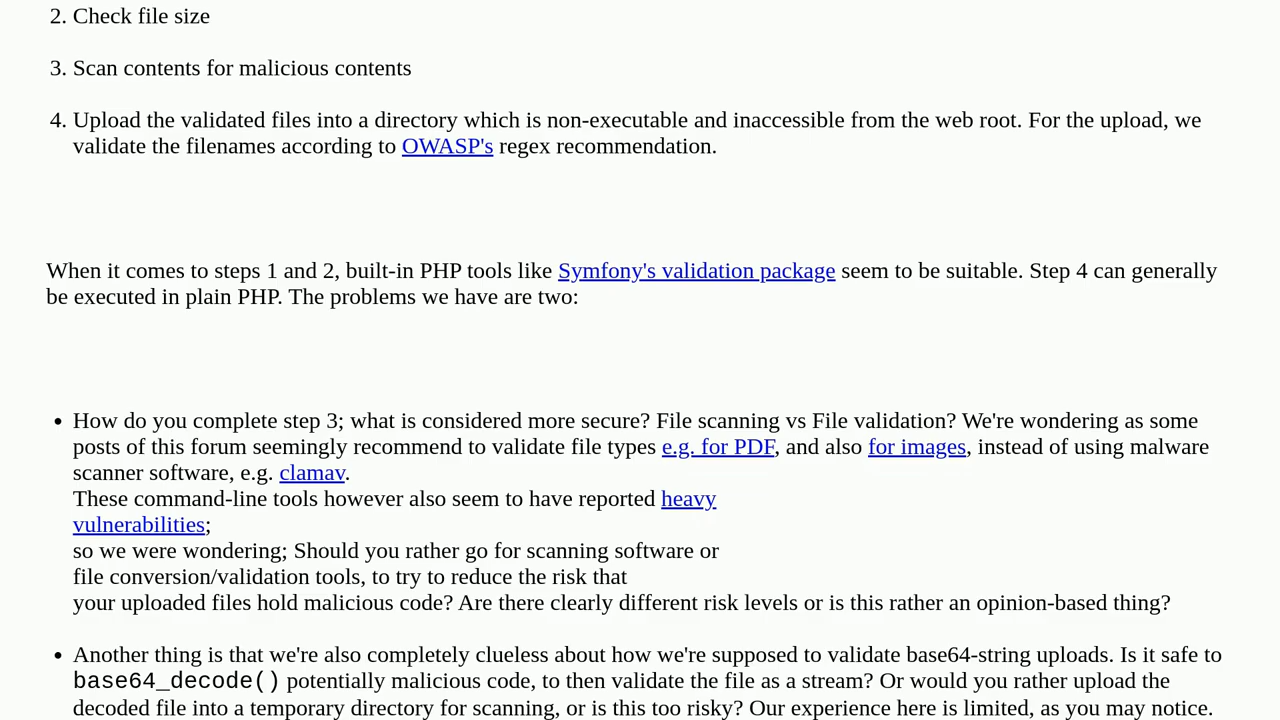 2. Check file size
3. Scan contents for malicious contents
4. Upload the validated files into a directory which is non-executable and inaccessible from the web root. For the upload, we
validate the filenames according to OWASP's regex recommendation.
When it comes to steps 1 and 2, built-in PHP tools like Symfony's validation package seem to be suitable. Step 4 can generally
be executed in plain PHP. The problems we have are two:
• How do you complete step 3; what is considered more secure? File scanning vs File validation? We're wondering as some
posts of this forum seemingly recommend to validate file types e.g. for PDF, and also for images, instead of using malware
scanner software, e.g. clamav.
These command-line tools however also seem to have reported heavy
vulnerabilities;
so we were wondering; Should you rather go for scanning software or
file conversion/validation tools, to try to reduce the risk that
your uploaded files hold malicious code? Are there clearly different risk levels or is this rather an opinion-based thing?
• Another thing is that we're also completely clueless about how we're supposed to validate base64-string uploads. Is it safe to
base64_decode() potentially malicious code, to then validate the file as a stream? Or would you rather upload the
decoded file into a temporary directory for scanning, or is this too risky? Our experience here is limited, as you may notice.